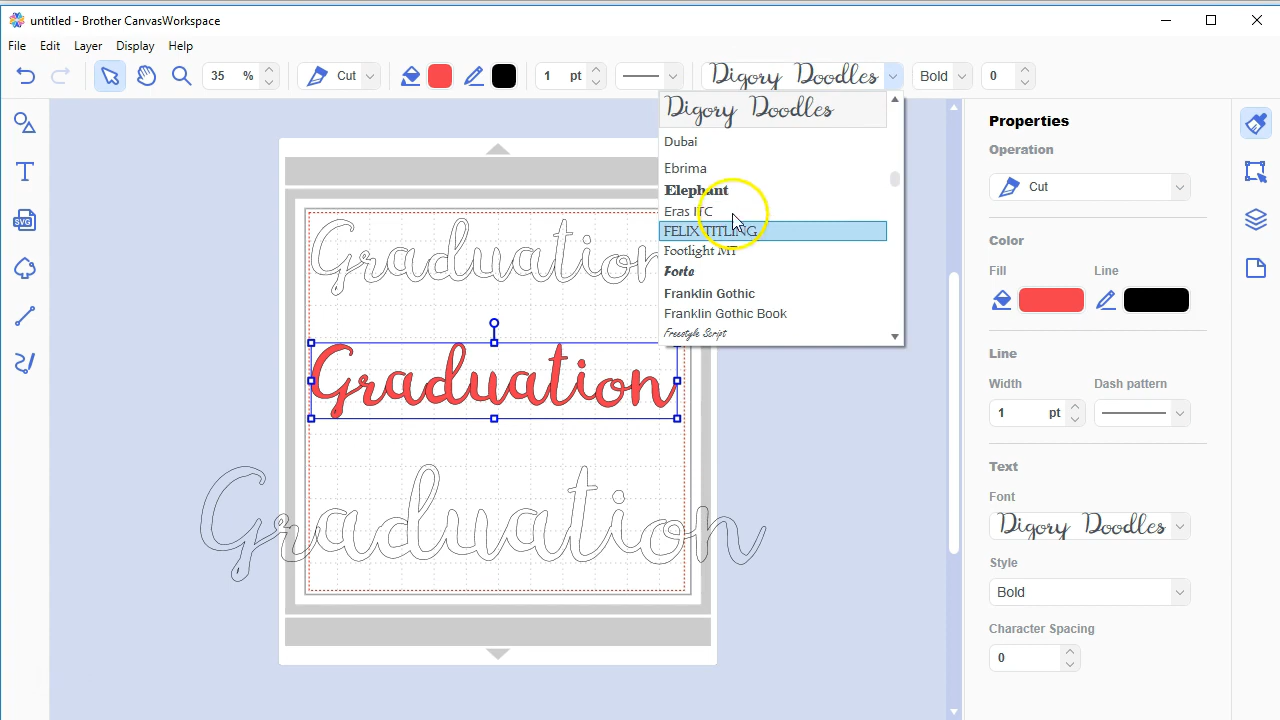 untitled - Brother CanvasWorkspace
File Edit Layer Display Help
35 % Cut 1 pt Digory Doodles Bold 0
Digory Doodles
Dubai
Ebrima
Elephant
Eras ITC
FELIX TITLING
Footlight MT
Forte
Franklin Gothic
Franklin Gothic Book
Freestyle Script
T
SVG
Graduation
Graduation
Graduation
Properties
Operation
Cut
Color
Fill Line
Line
Width Dash pattern
1 pt
Text
Font
Digory Doodles
Style
Bold
Character Spacing
0